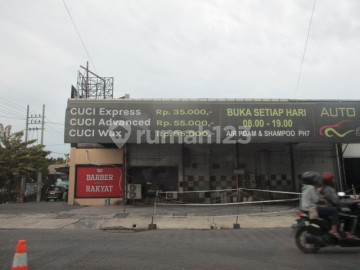 CUCI Express Rp. 35.000,-
CUCI Advanced Rp. 55.000,-
CUCI Wax
BUKA SETIAP HARI
08.00 - 19.00
AIR PDAM & SHAMPOO PH7
AUTO
rumah123
BARBER
RAKYAT